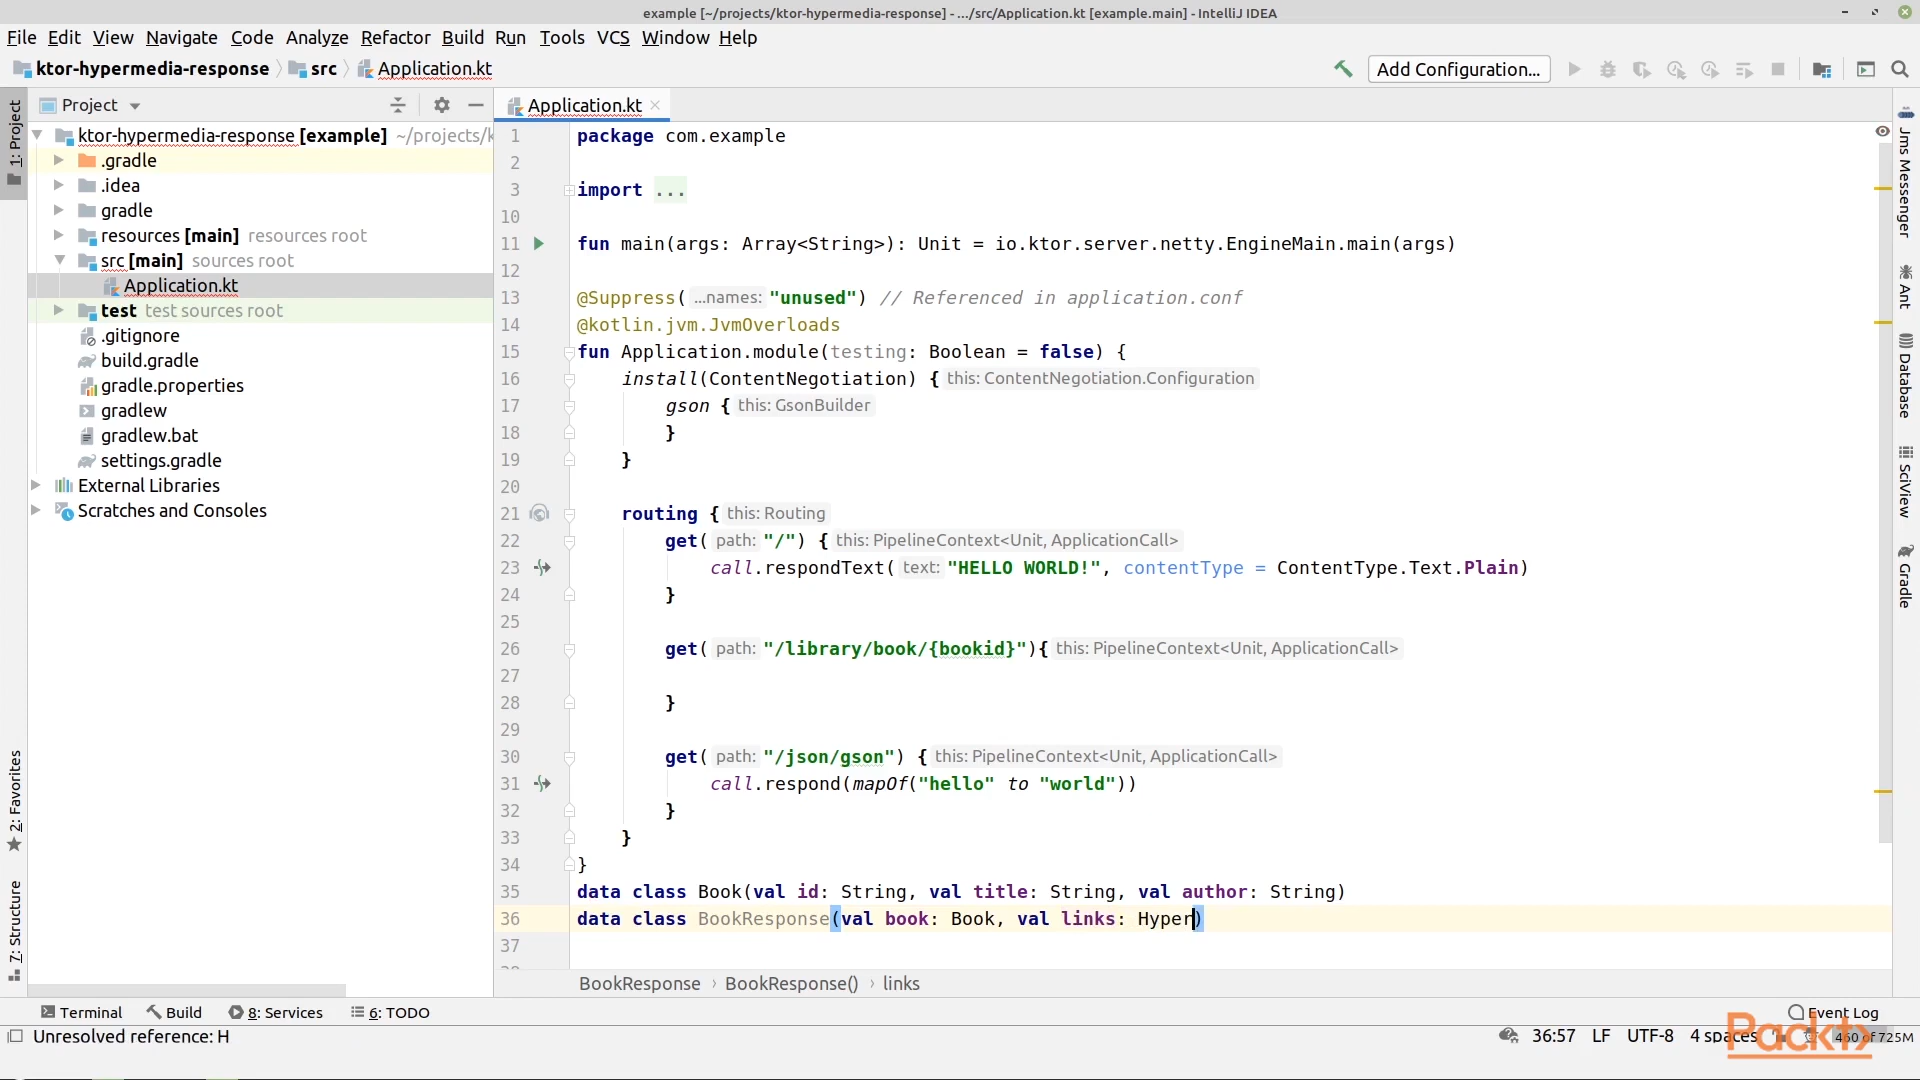 example [~/projects/ktor-hypermedia-response] - .../src/Application.kt [example.main] - IntelliJ IDEA
File Edit View Navigate Code Analyze Refactor Build Run Tools VCS Window Help
ktor-hypermedia-response src Application.kt
Add Configuration...
1: Project
Project
ktor-hypermedia-response [example] ~/projects/k
.gradle
.idea
gradle
resources [main] resources root
src [main] sources root
Application.kt
test test sources root
.gitignore
build.gradle
gradle.properties
gradlew
gradlew.bat
settings.gradle
External Libraries
Scratches and Consoles
2: Favorites
7: Structure
Application.kt
1 package com.example
2
3 import ...
10
11 fun main(args: Array<String>): Unit = io.ktor.server.netty.EngineMain.main(args)
12
13 @Suppress( ...names: "unused") // Referenced in application.conf
14 @kotlin.jvm.JvmOverloads
15 fun Application.module(testing: Boolean = false) {
16 install(ContentNegotiation) { this: ContentNegotiation.Configuration
17 gson { this: GsonBuilder
18 }
19 }
20
21 routing { this: Routing
22 get( path: "/") { this: PipelineContext<Unit, ApplicationCall>
23 call.respondText( text: "HELLO WORLD!", contentType = ContentType.Text.Plain)
24 }
25
26 get( path: "/library/book/{bookid}"){ this: PipelineContext<Unit, ApplicationCall>
27
28 }
29
30 get( path: "/json/gson") { this: PipelineContext<Unit, ApplicationCall>
31 call.respond(mapOf("hello" to "world"))
32 }
33 }
34 }
35 data class Book(val id: String, val title: String, val author: String)
36 data class BookResponse(val book: Book, val links: Hyper)
37
BookResponse › BookResponse() › links
Jms Messenger
Ant
Database
SciView
Gradle
Terminal Build 8: Services 6: TODO
Event Log
Unresolved reference: H
36:57 LF UTF-8 4 spaces
460 of 725M
Packt>